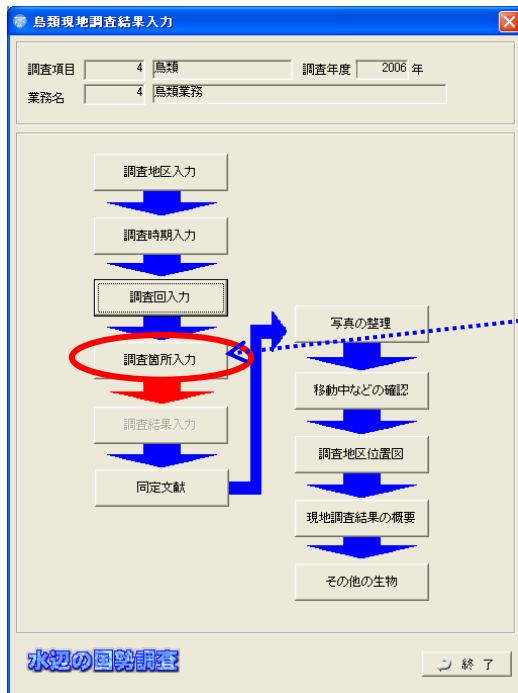 鳥類現地調査結果入力
調査項目 4 鳥類 調査年度 2006 年
業務名 4 鳥類業務
調査地区入力
調査時期入力
調査回入力
調査箇所入力
調査結果入力
同定文献
写真の整理
移動中などの確認
調査地区位置図
現地調査結果の概要
その他の生物
水辺の国勢調査
終 了